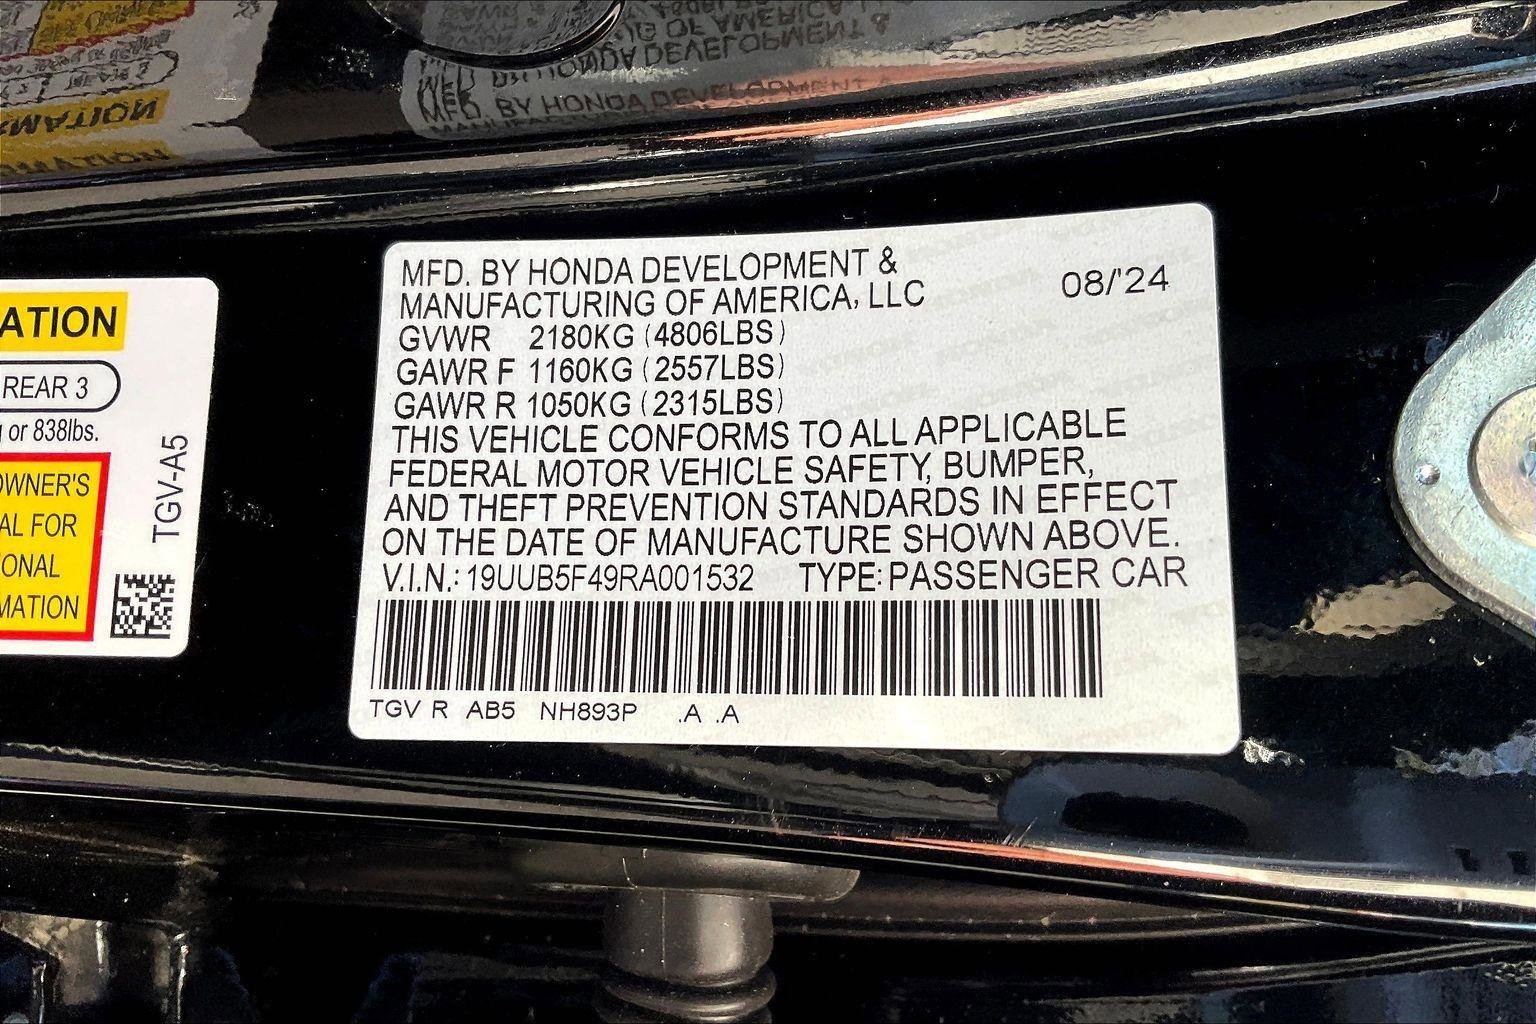 MFD. BY HONDA DEVELOPMENT &
MANUFACTURING OF AMERICA, LLC
08/'24
GVWR 2180KG (4806LBS)
GAWR F 1160KG (2557LBS)
GAWR R 1050KG (2315LBS)
THIS VEHICLE CONFORMS TO ALL APPLICABLE
FEDERAL MOTOR VEHICLE SAFETY, BUMPER,
AND THEFT PREVENTION STANDARDS IN EFFECT
ON THE DATE OF MANUFACTURE SHOWN ABOVE.
V.I.N.: 19UUB5F49RA001532 TYPE: PASSENGER CAR
TGV R AB5 NH893P .A .A
ATION
REAR 3
or 838lbs.
OWNER'S
AL FOR
ONAL
MATION
TGV-A5